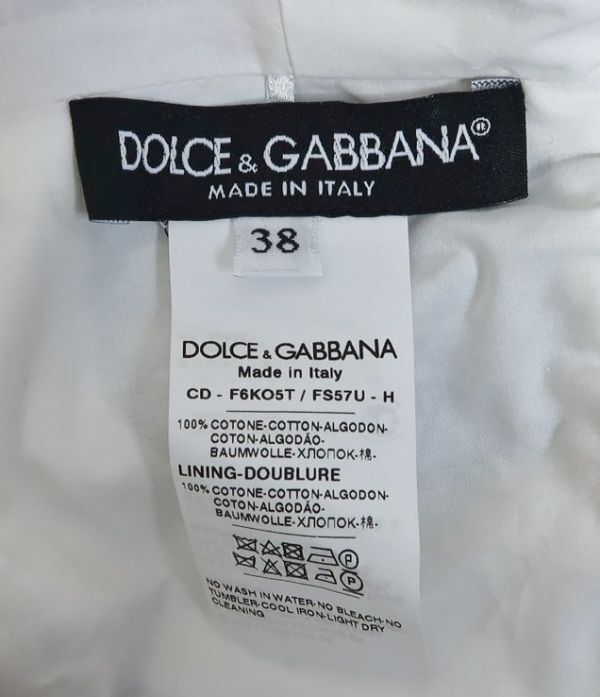 DOLCE & GABBANA®
MADE IN ITALY
38
DOLCE & GABBANA
Made in Italy
CD - F6KO5T / FS57U - H
100% COTONE-COTTON-ALGODON-
COTON-ALGODÃO-
BAUMWOLLE-ХЛОПОК-棉-
LINING-DOUBLURE
100% COTONE-COTTON-ALGODON-
COTON-ALGODÃO-
BAUMWOLLE-ХЛОПОК-棉-
P
P
NO WASH IN WATER-NO BLEACH-NO
TUMBLER-COOL IRON-LIGHT DRY
CLEANING